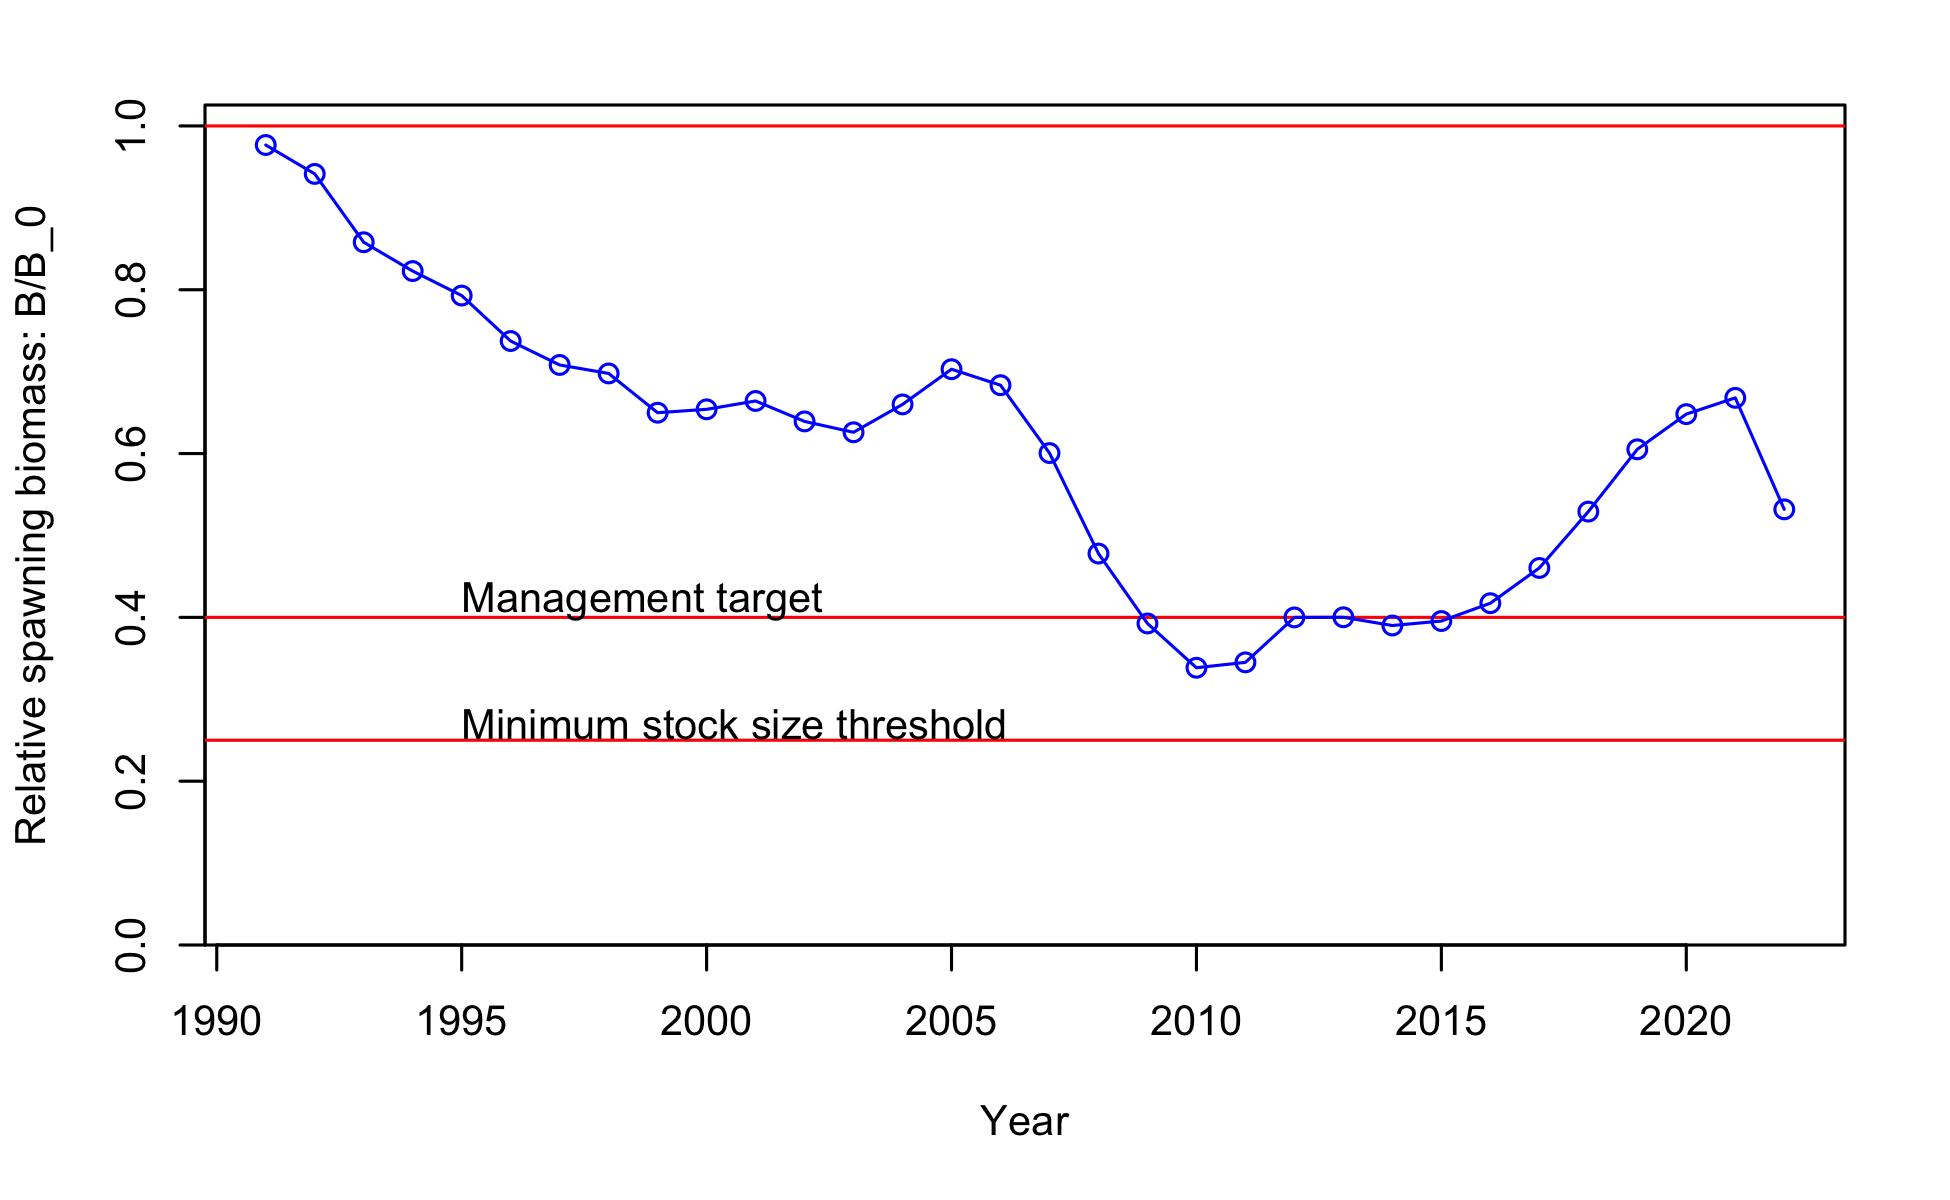 Relative spawning biomass: B/B_0
1.0
0.8
0.6
0.4
0.2
0.0
Management target
Minimum stock size threshold
1990 1995 2000 2005 2010 2015 2020
Year